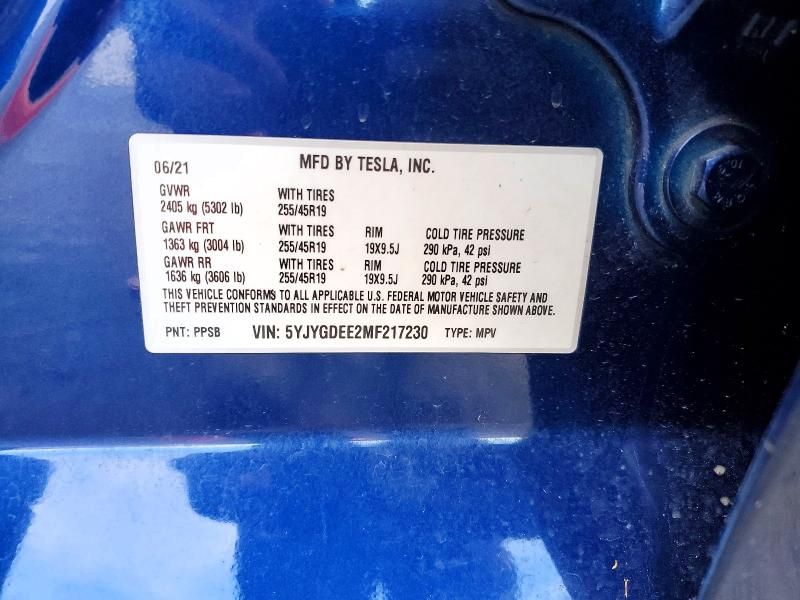 06/21 MFD BY TESLA, INC.
GVWR WITH TIRES
2405 kg (5302 lb) 255/45R19
GAWR FRT WITH TIRES RIM COLD TIRE PRESSURE
1363 kg (3004 lb) 255/45R19 19X9.5J 290 kPa, 42 psi
GAWR RR WITH TIRES RIM COLD TIRE PRESSURE
1636 kg (3606 lb) 255/45R19 19X9.5J 290 kPa, 42 psi
THIS VEHICLE CONFORMS TO ALL APPLICABLE U.S. FEDERAL MOTOR VEHICLE SAFETY AND
THEFT PREVENTION STANDARDS IN EFFECT ON THE DATE OF MANUFACTURE SHOWN ABOVE.
PNT: PPSB VIN: 5YJYGDEE2MF217230 TYPE: MPV